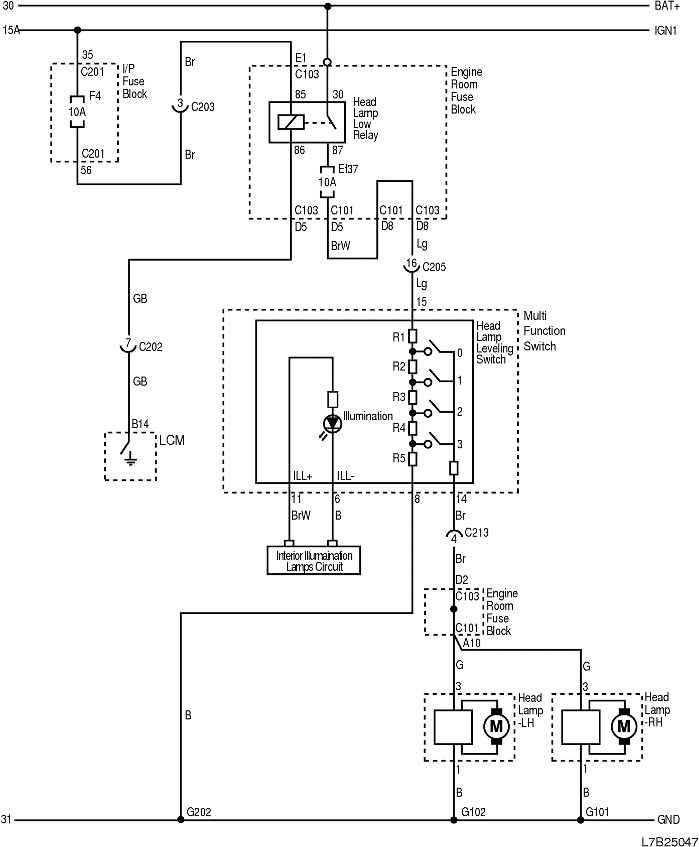 30
BAT+
15A
IGN1
35
C201
I/P
Fuse
Block
F4
10A
C201
56
Br
3
C203
Br
E1
C103
Engine
Room
Fuse
Block
85
30
Head
Lamp
Low
Relay
86
87
Ef37
10A
C103
C101
C101
C103
D5
D5
D8
D8
BrW
Lg
16
C205
Lg
15
GB
7
C202
GB
B14
LCM
Multi
Function
Switch
Head
Lamp
Leveling
Switch
R1
0
R2
1
R3
2
R4
3
R5
Illumination
ILL+
ILL-
11
6
8
14
BrW
B
Br
Interior Illumaination
Lamps Circuit
4
C213
Br
D2
C103
Engine
Room
Fuse
Block
C101
A10
G
G
3
3
Head
Lamp
-LH
Head
Lamp
-RH
M
M
1
1
B
B
B
31
G202
G102
G101
GND
L7B25047